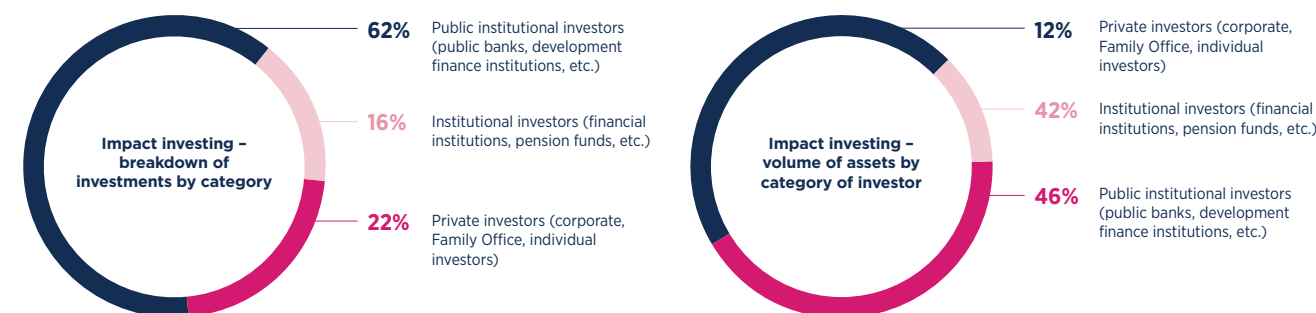 62%
Public institutional investors
(public banks, development
finance institutions, etc.)
16%
Institutional investors (financial
institutions, pension funds, etc.)
22%
Private investors (corporate,
Family Office, individual
investors)
Impact investing –
breakdown of
investments by category
12%
Private investors (corporate,
Family Office, individual
investors)
42%
Institutional investors (financial
institutions, pension funds, etc.)
46%
Public institutional investors
(public banks, development
finance institutions, etc.)
Impact investing –
volume of assets by
category of investor